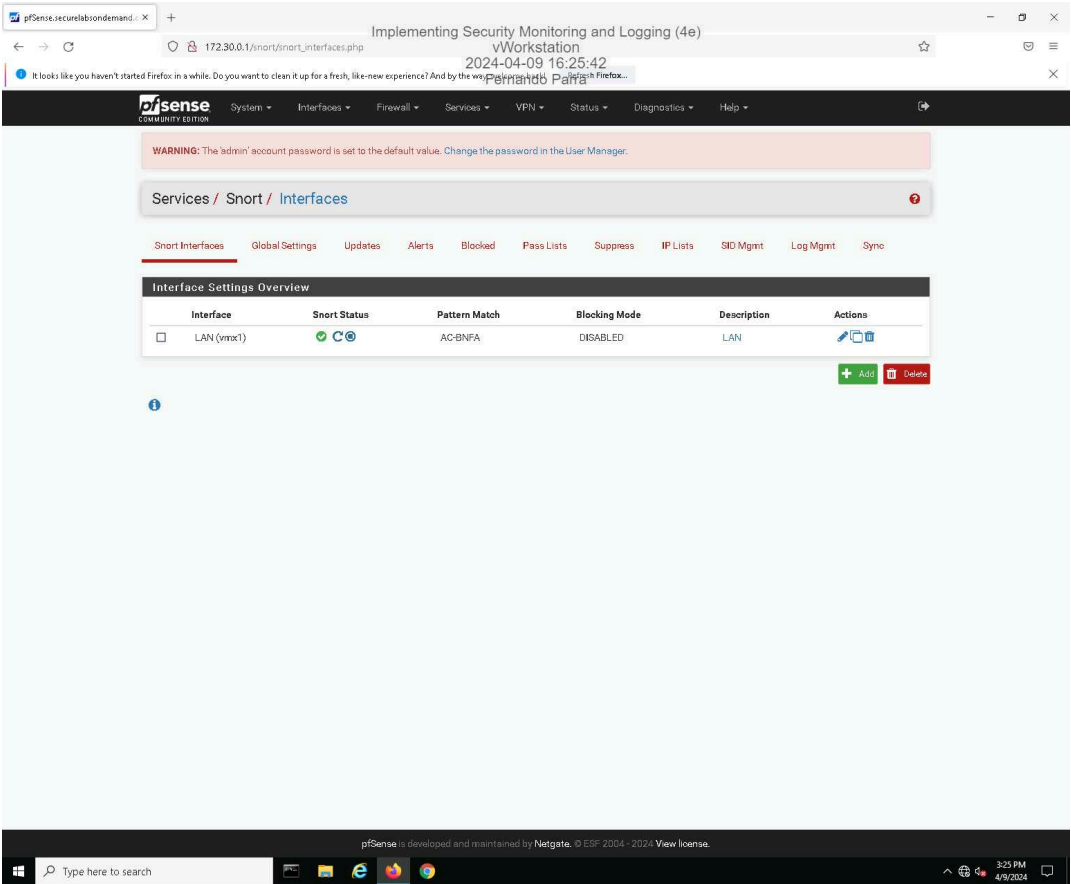 pfSense.securelabsondemand.c
172.30.0.1/snort/snort_interfaces.php
Implementing Security Monitoring and Logging (4e)
vWorkstation
2024-04-09 16:25:42
Fernando Parra
It looks like you haven't started Firefox in a while. Do you want to clean it up for a fresh, like-new experience? And by the way, welcome back! Refresh Firefox...
pfsense System Interfaces Firewall Services VPN Status Diagnostics Help
COMMUNITY EDITION
WARNING: The 'admin' account password is set to the default value. Change the password in the User Manager.
Services / Snort / Interfaces
Snort Interfaces Global Settings Updates Alerts Blocked Pass Lists Suppress IP Lists SID Mgmt Log Mgmt Sync
Interface Settings Overview
Interface Snort Status Pattern Match Blocking Mode Description Actions
LAN (vmx1) AC-BNFA DISABLED LAN
Add Delete
pfSense is developed and maintained by Netgate. © ESF 2004 - 2024 View license.
Type here to search
3:25 PM
4/9/2024